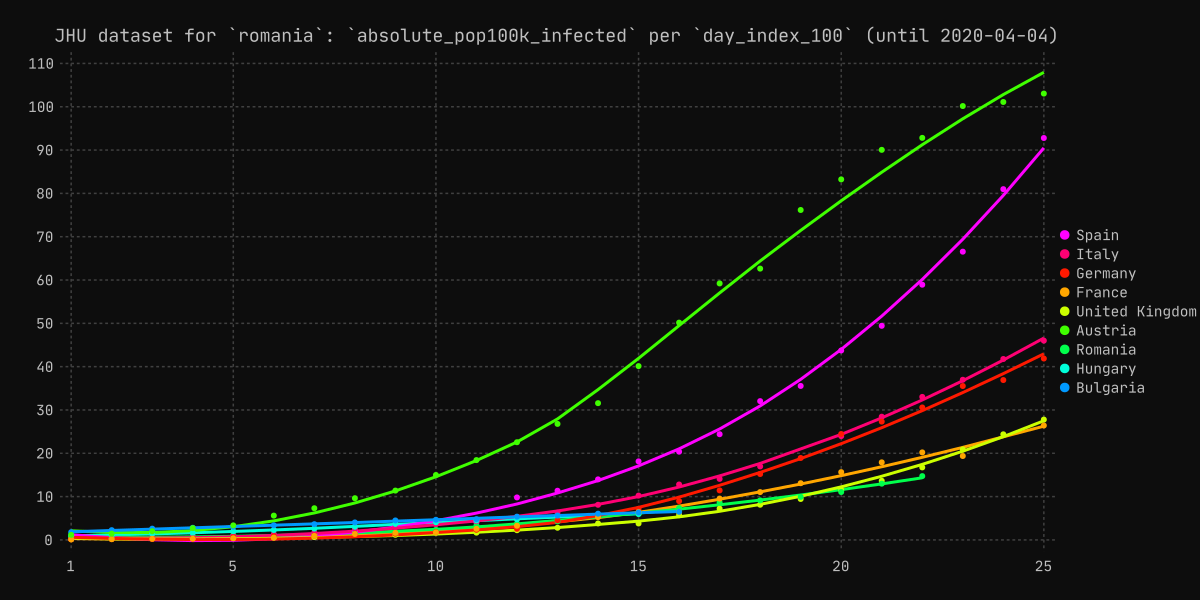 JHU dataset for `romania`: `absolute_pop100k_infected` per `day_index_100` (until 2020-04-04)
110
100
90
80
70
60
50
40
30
20
10
0
1 5 10 15 20 25
Spain
Italy
Germany
France
United Kingdom
Austria
Romania
Hungary
Bulgaria